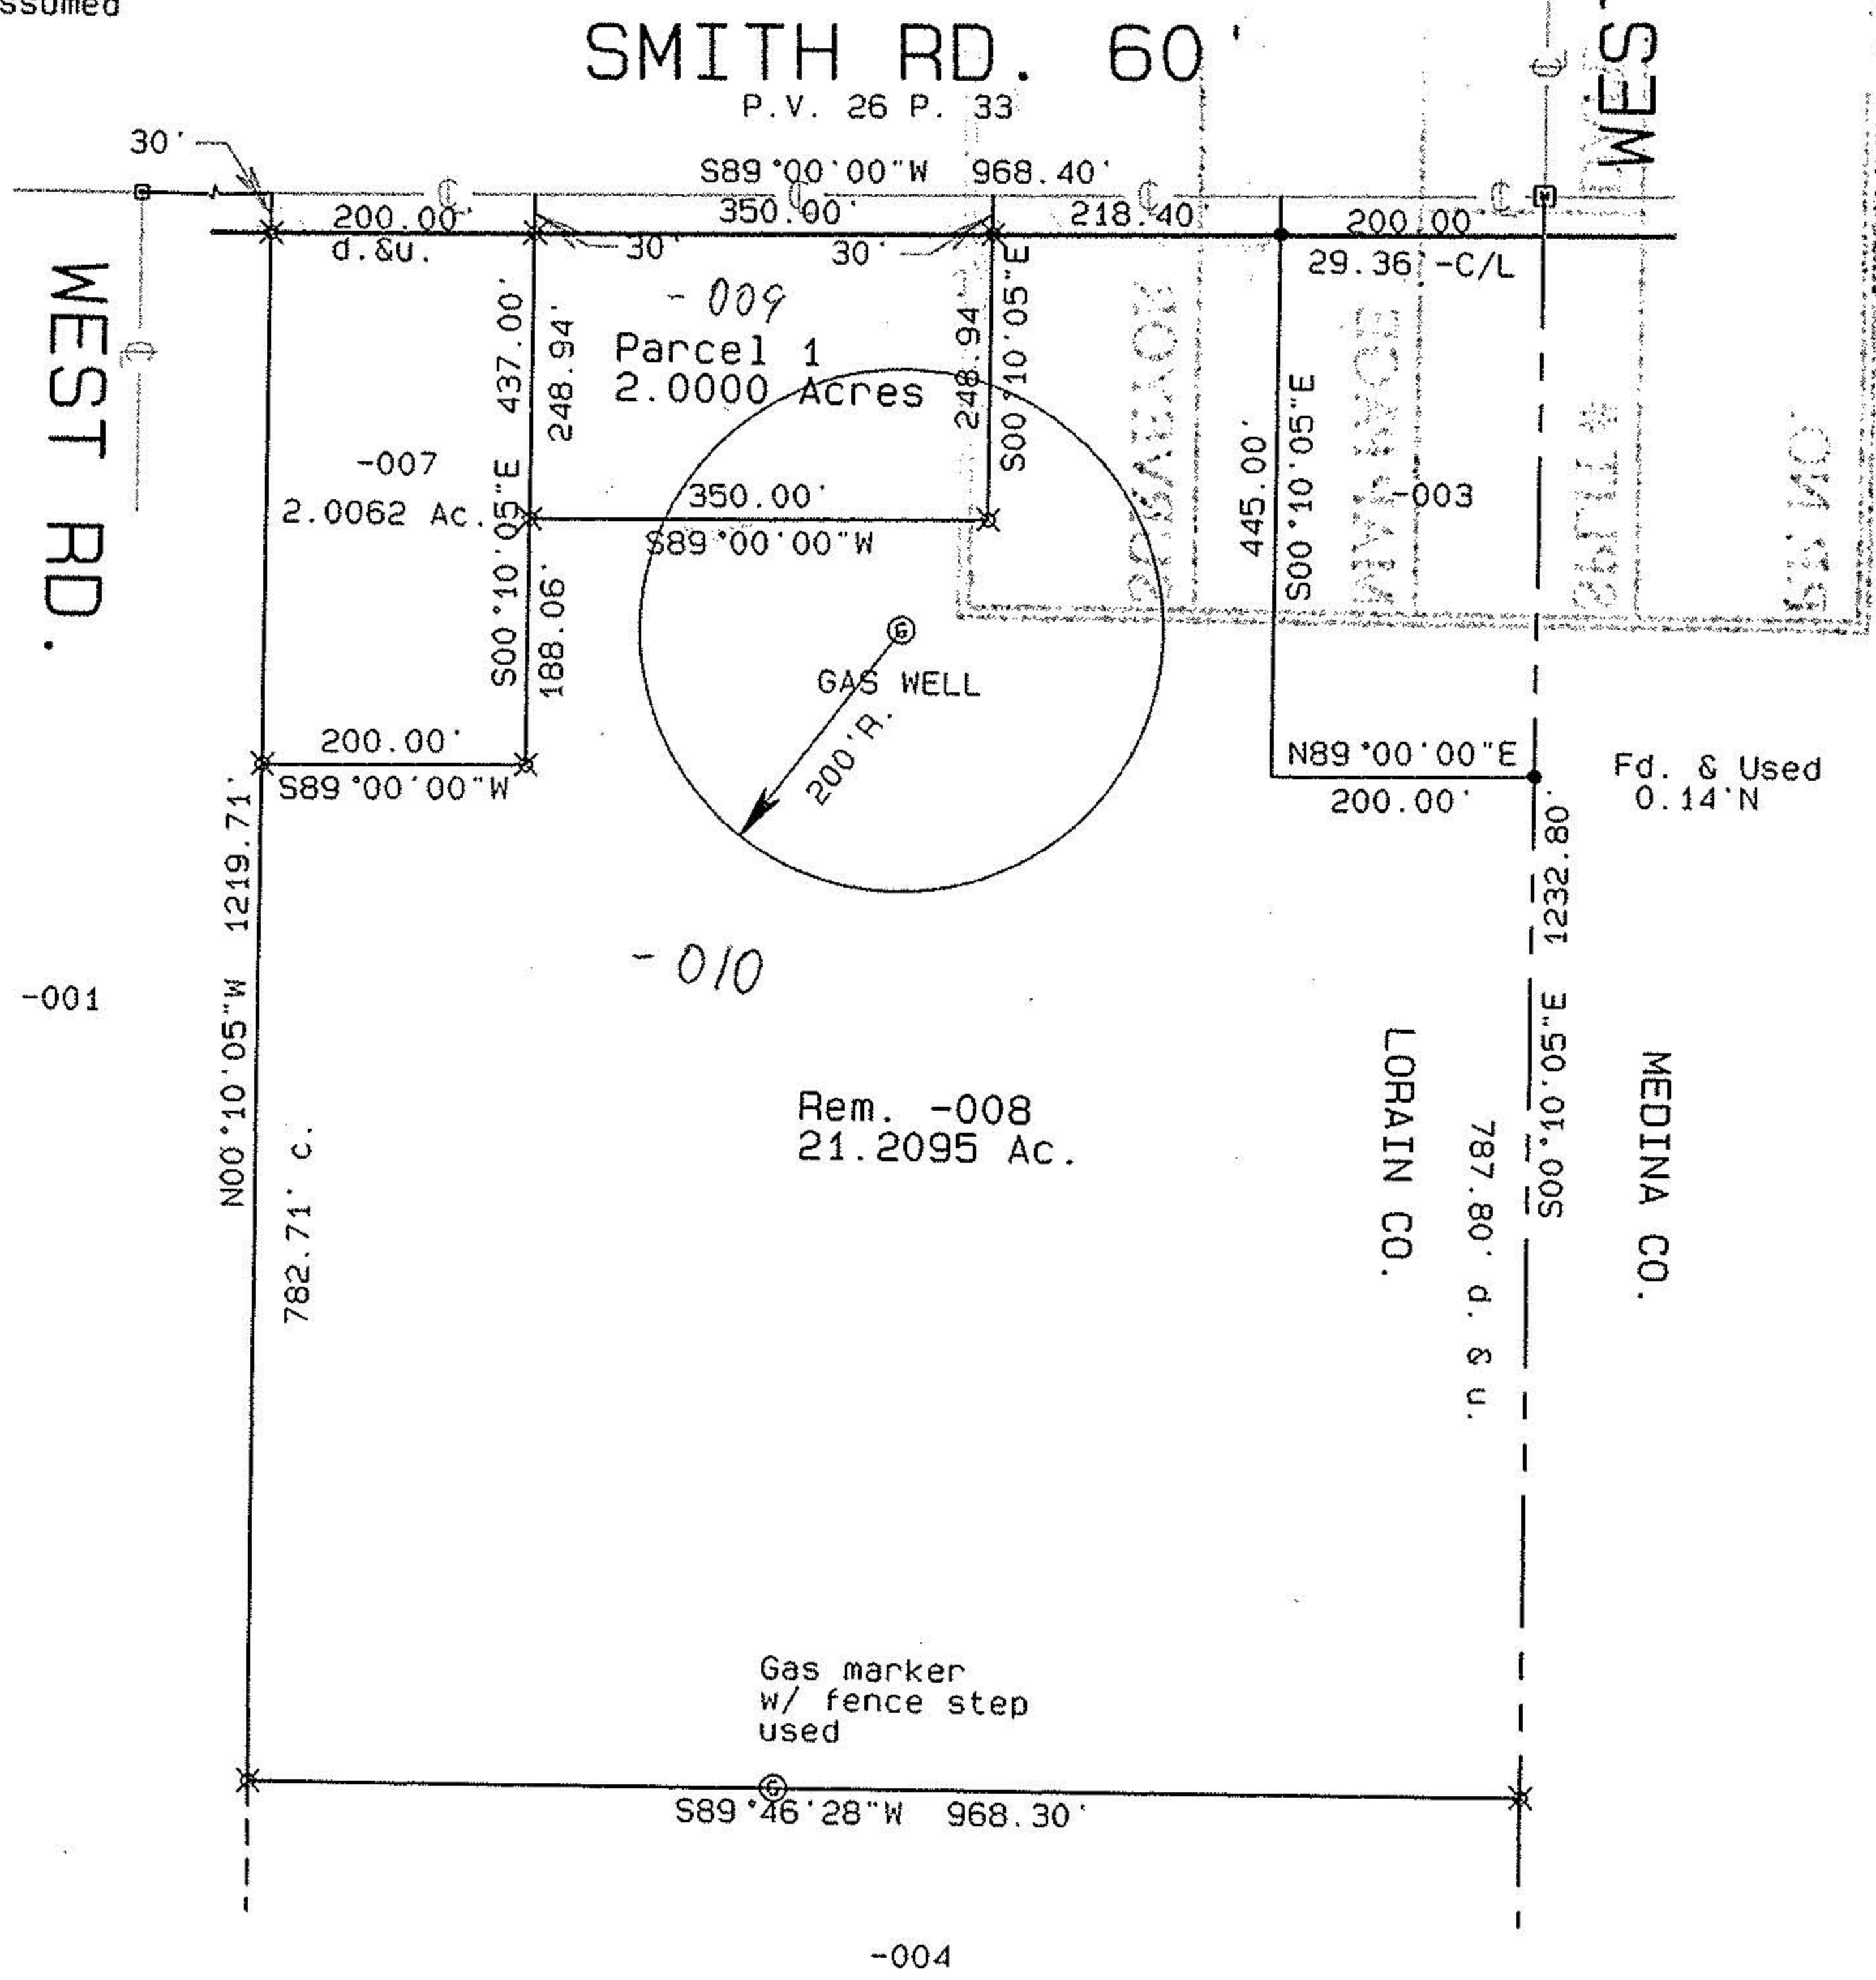 ssumed
SMITH RD. 60'
P.V. 26 P. 33
30'
S89°00'00"W 968.40'
200.00'
d.&u.
350.00'
218.40'
200.00
29.36' -C/L
30'
30'
WEST RD.
437.00'
S00°10'05"E
248.94'
- 009
Parcel 1
2.0000 Acres
248.94'
S00°10'05"E
-007
2.0062 Ac.
350.00'
S89°00'00"W
445.00'
S00°10'05"E
-003
188.06'
GAS WELL
200'R.
200.00'
S89°00'00"W
N89°00'00"E
200.00'
Fd. & Used
0.14'N
N00°10'05"W 1219.71'
S00°10'05"E 1232.80'
- 010
-001
782.71' c.
Rem. -008
21.2095 Ac.
LORAIN CO.
787.80' d. & u.
MEDINA CO.
Gas marker
w/ fence step
used
G
S89°46'28"W 968.30'
-004